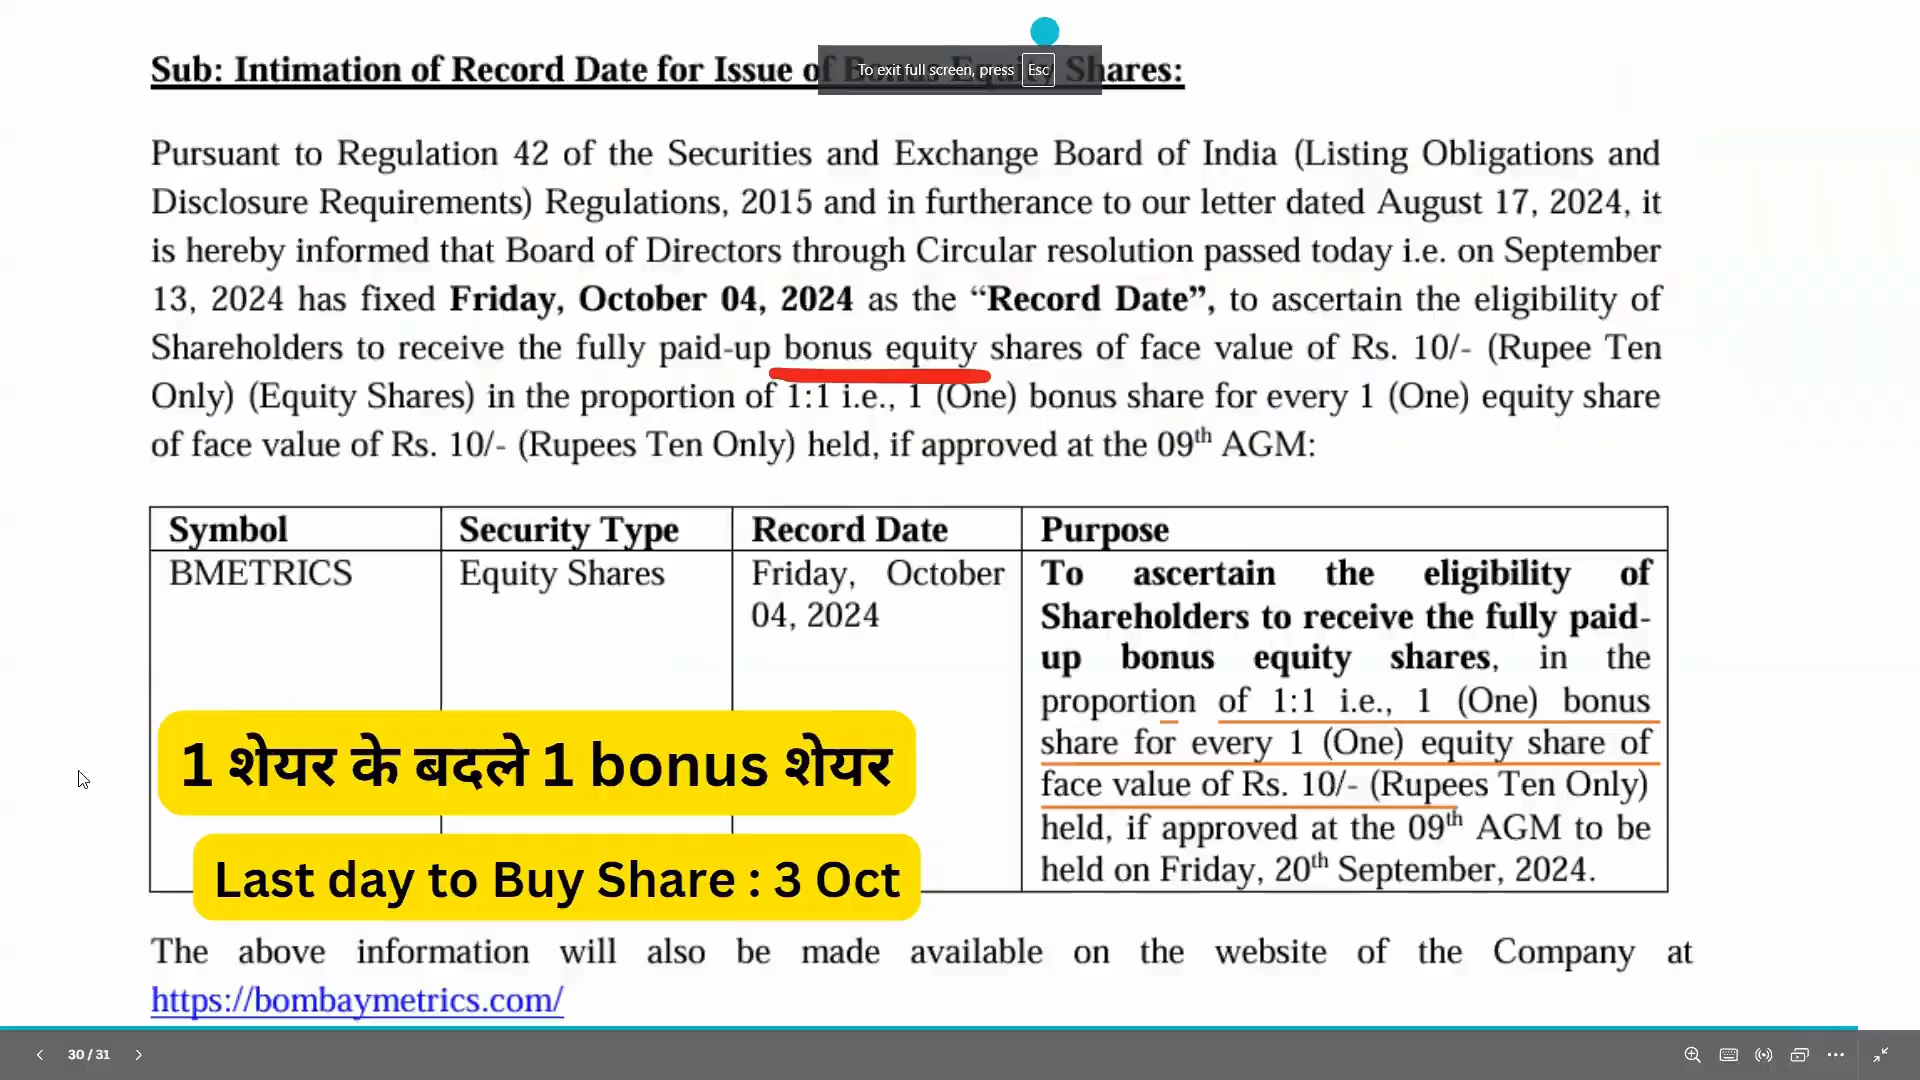 Sub: Intimation of Record Date for Issue of Bonus Equity Shares:
To exit full screen, press Esc
Pursuant to Regulation 42 of the Securities and Exchange Board of India (Listing Obligations and
Disclosure Requirements) Regulations, 2015 and in furtherance to our letter dated August 17, 2024, it
is hereby informed that Board of Directors through Circular resolution passed today i.e. on September
13, 2024 has fixed Friday, October 04, 2024 as the “Record Date”, to ascertain the eligibility of
Shareholders to receive the fully paid-up bonus equity shares of face value of Rs. 10/- (Rupee Ten
Only) (Equity Shares) in the proportion of 1:1 i.e., 1 (One) bonus share for every 1 (One) equity share
of face value of Rs. 10/- (Rupees Ten Only) held, if approved at the 09th AGM:
Symbol Security Type Record Date Purpose
BMETRICS Equity Shares Friday, October 04, 2024
To ascertain the eligibility of
Shareholders to receive the fully paid-
up bonus equity shares, in the
proportion of 1:1 i.e., 1 (One) bonus
share for every 1 (One) equity share of
face value of Rs. 10/- (Rupees Ten Only)
held, if approved at the 09th AGM to be
held on Friday, 20th September, 2024.
1 शेयर के बदले 1 bonus शेयर
Last day to Buy Share : 3 Oct
The above information will also be made available on the website of the Company at
https://bombaymetrics.com/
30 / 31